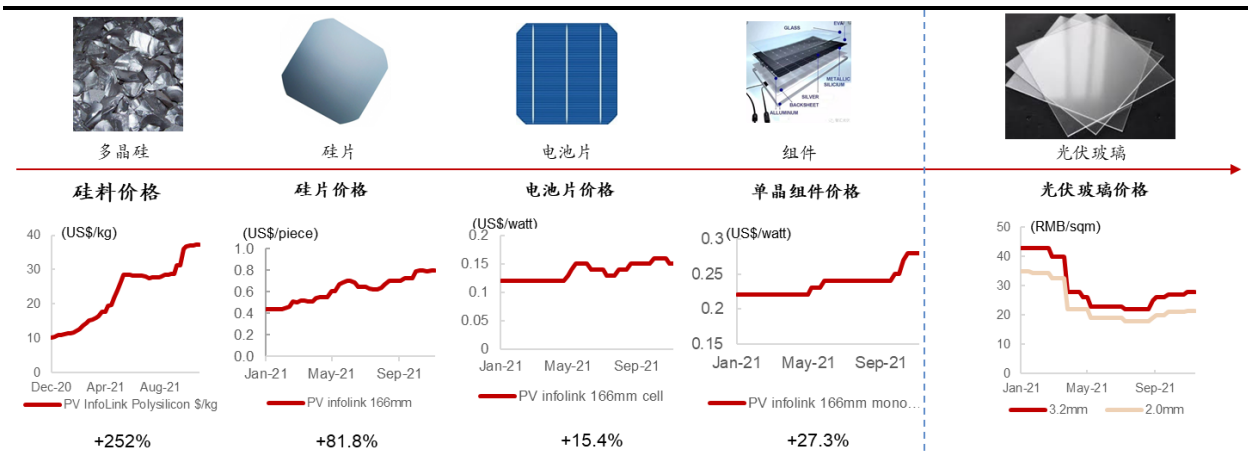 GLASS
EVA
METALLIC
SILICIUM
SILVER
BACKSHEET
ALLUMINUM
多晶硅
硅片
电池片
组件
光伏玻璃
硅料价格
硅片价格
电池片价格
单晶组件价格
光伏玻璃价格
(US$/kg)
40
30
20
10
0
Dec-20 Apr-21 Aug-21
PV InfoLink Polysilicon $/kg
+252%
(US$/piece)
1.0
0.8
0.6
0.4
0.2
0.0
Jan-21 May-21 Sep-21
PV infolink 166mm
+81.8%
(US$/watt)
0.2
0.15
0.1
0.05
0
Jan-21 May-21 Sep-21
PV infolink 166mm cell
+15.4%
(US$/watt)
0.3
0.25
0.2
0.15
Jan-21 May-21 Sep-21
PV infolink 166mm mono…
+27.3%
(RMB/sqm)
50
40
30
20
10
0
Jan-21 May-21 Sep-21
3.2mm 2.0mm